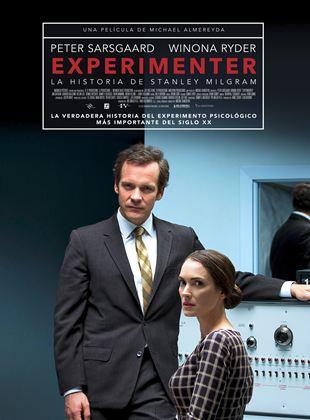 UNA PELÍCULA DE MICHAEL ALMEREYDA
PETER SARSGAARD WINONA RYDER
EXPERIMENTER
LA HISTORIA DE STANLEY MILGRAM
LA VERDADERA HISTORIA DEL EXPERIMENTO PSICOLÓGICO
MÁS IMPORTANTE DEL SIGLO XX